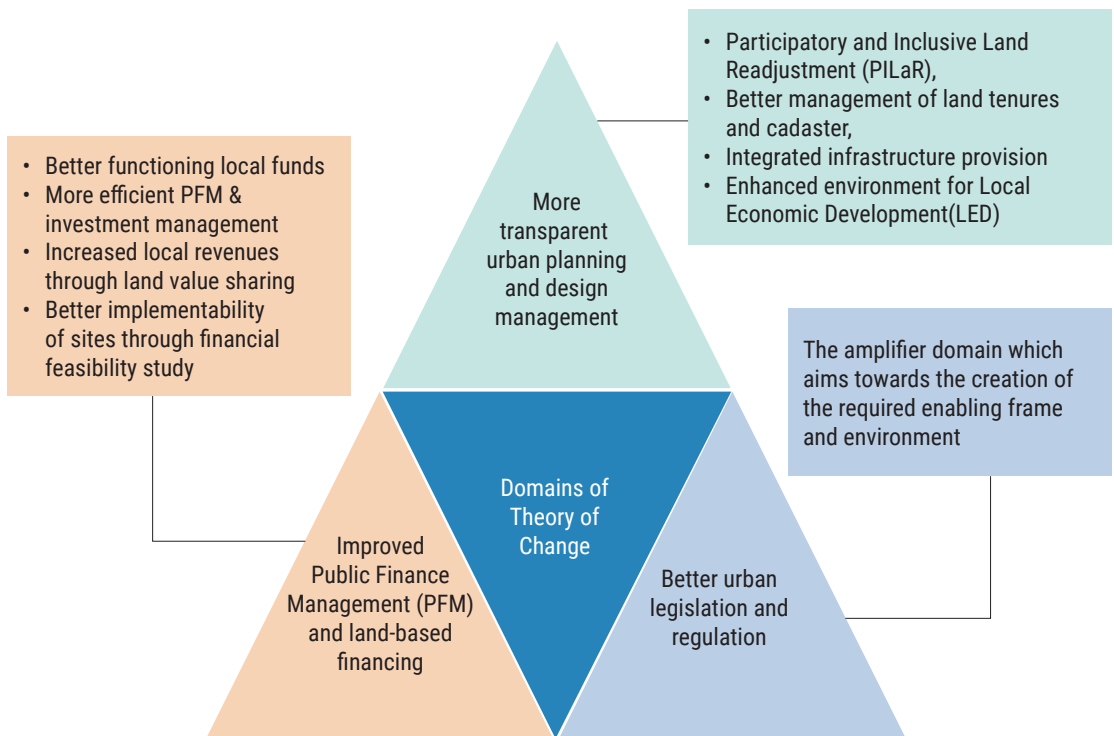 • Participatory and Inclusive Land
Readjustment (PILaR),
• Better management of land tenures
and cadaster,
• Integrated infrastructure provision
• Enhanced environment for Local
Economic Development(LED)
• Better functioning local funds
• More efficient PFM &
investment management
• Increased local revenues
through land value sharing
• Better implementability
of sites through financial
feasibility study
More
transparent
urban planning
and design
management
The amplifier domain which
aims towards the creation of
the required enabling frame
and environment
Domains of
Theory of
Change
Improved
Public Finance
Management (PFM)
and land-based
financing
Better urban
legislation and
regulation